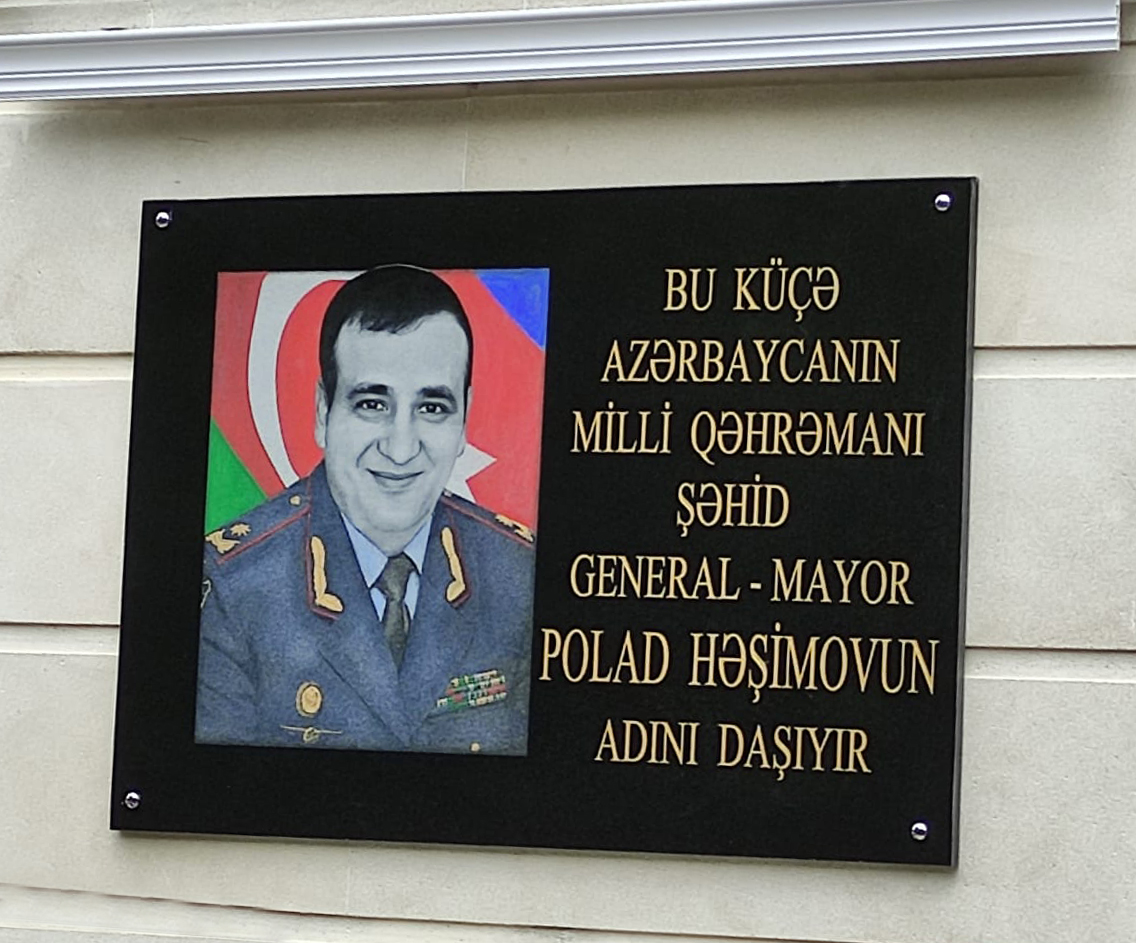 BU KÜÇƏ
AZƏRBAYCANIN
MİLLİ QƏHRƏMANI
ŞƏHİD
GENERAL - MAYOR
POLAD HƏŞİMOVUN
ADINI DAŞIYIR